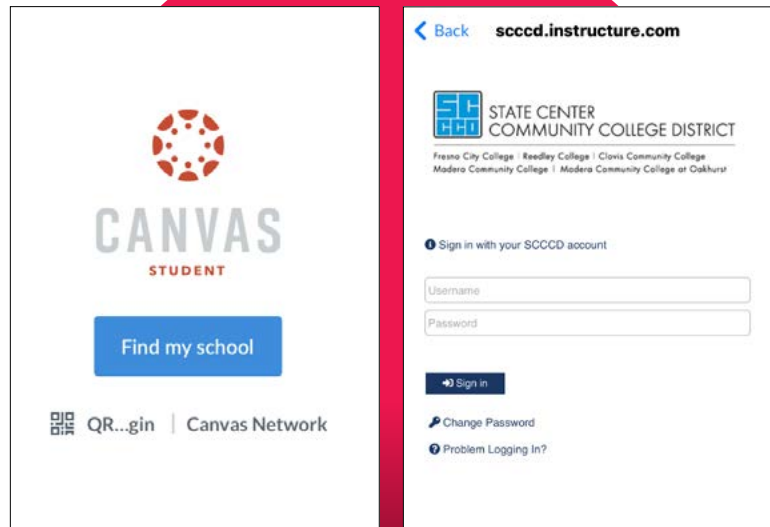 CANVAS
STUDENT
Find my school
QR...gin | Canvas Network
Back scccd.instructure.com
SC
CCD
STATE CENTER
COMMUNITY COLLEGE DISTRICT
Fresno City College | Reedley College | Clovis Community College
Madera Community College | Madera Community College at Oakhurst
Sign in with your SCCCD account
Username
Password
Sign in
Change Password
Problem Logging In?